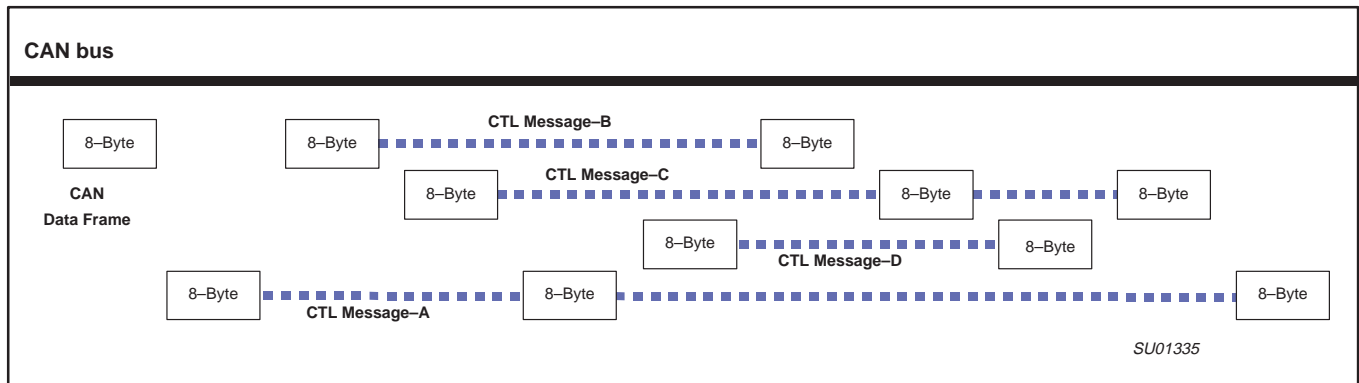 CAN bus
8–Byte
8–Byte
CTL Message–B
8–Byte
CAN
Data Frame
8–Byte
CTL Message–C
8–Byte
8–Byte
8–Byte
CTL Message–D
8–Byte
8–Byte
CTL Message–A
8–Byte
8–Byte
SU01335